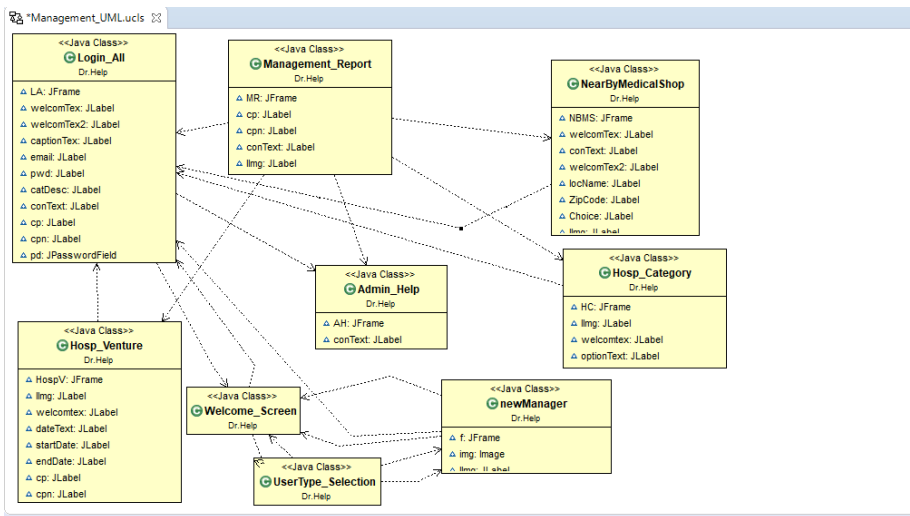 *Management_UML.ucls
<<Java Class>>
Login_All
Dr.Help
LA: JFrame
welcomTex: JLabel
welcomTex2: JLabel
captionTex: JLabel
email: JLabel
pwd: JLabel
catDesc: JLabel
conText: JLabel
cp: JLabel
cpn: JLabel
pd: JPasswordField
<<Java Class>>
Management_Report
Dr.Help
MR: JFrame
cp: JLabel
cpn: JLabel
conText: JLabel
lImg: JLabel
<<Java Class>>
NearByMedicalShop
Dr.Help
NBMS: JFrame
welcomTex: JLabel
conText: JLabel
welcomTex2: JLabel
locName: JLabel
ZipCode: JLabel
Choice: JLabel
lImg: JLabel
<<Java Class>>
Admin_Help
Dr.Help
AH: JFrame
conText: JLabel
<<Java Class>>
Hosp_Category
Dr.Help
HC: JFrame
lImg: JLabel
welcomtex: JLabel
optionText: JLabel
<<Java Class>>
Hosp_Venture
Dr.Help
HospV: JFrame
lImg: JLabel
welcomtex: JLabel
dateText: JLabel
startDate: JLabel
endDate: JLabel
cp: JLabel
cpn: JLabel
<<Java Class>>
Welcome_Screen
Dr.Help
<<Java Class>>
newManager
Dr.Help
f: JFrame
img: Image
lImg: JLabel
<<Java Class>>
UserType_Selection
Dr.Help